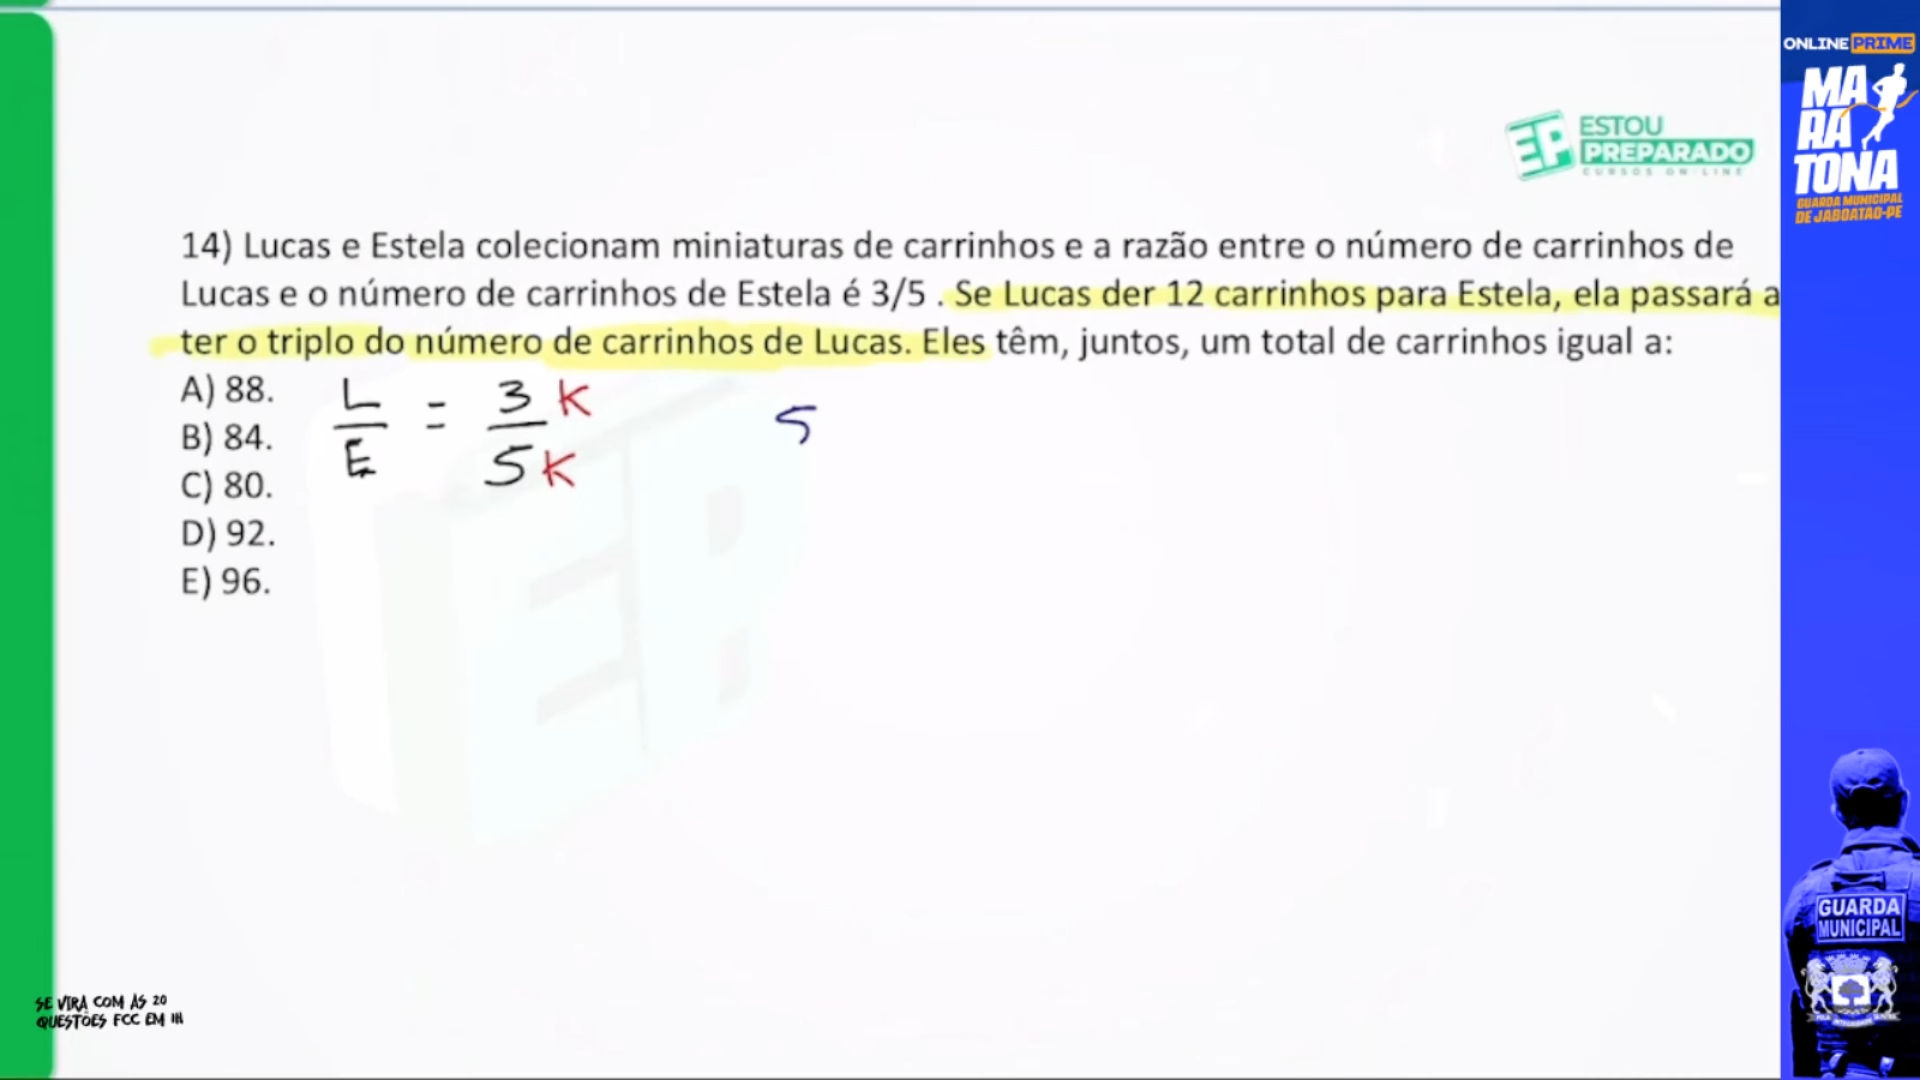 ONLINE PRIME
MA
RA
TONA
GUARDA MUNICIPAL
DE JABOATÃO-PE
EP ESTOU
PREPARADO
CURSOS ON-LINE
14) Lucas e Estela colecionam miniaturas de carrinhos e a razão entre o número de carrinhos de
Lucas e o número de carrinhos de Estela é 3/5 . Se Lucas der 12 carrinhos para Estela, ela passará a
ter o triplo do número de carrinhos de Lucas. Eles têm, juntos, um total de carrinhos igual a:
A) 88.
B) 84.
C) 80.
D) 92.
E) 96.
L = 3 K
E 5 K
5
EP
GUARDA
MUNICIPAL
SE VIRA COM AS 20
QUESTÕES FCC EM 1H